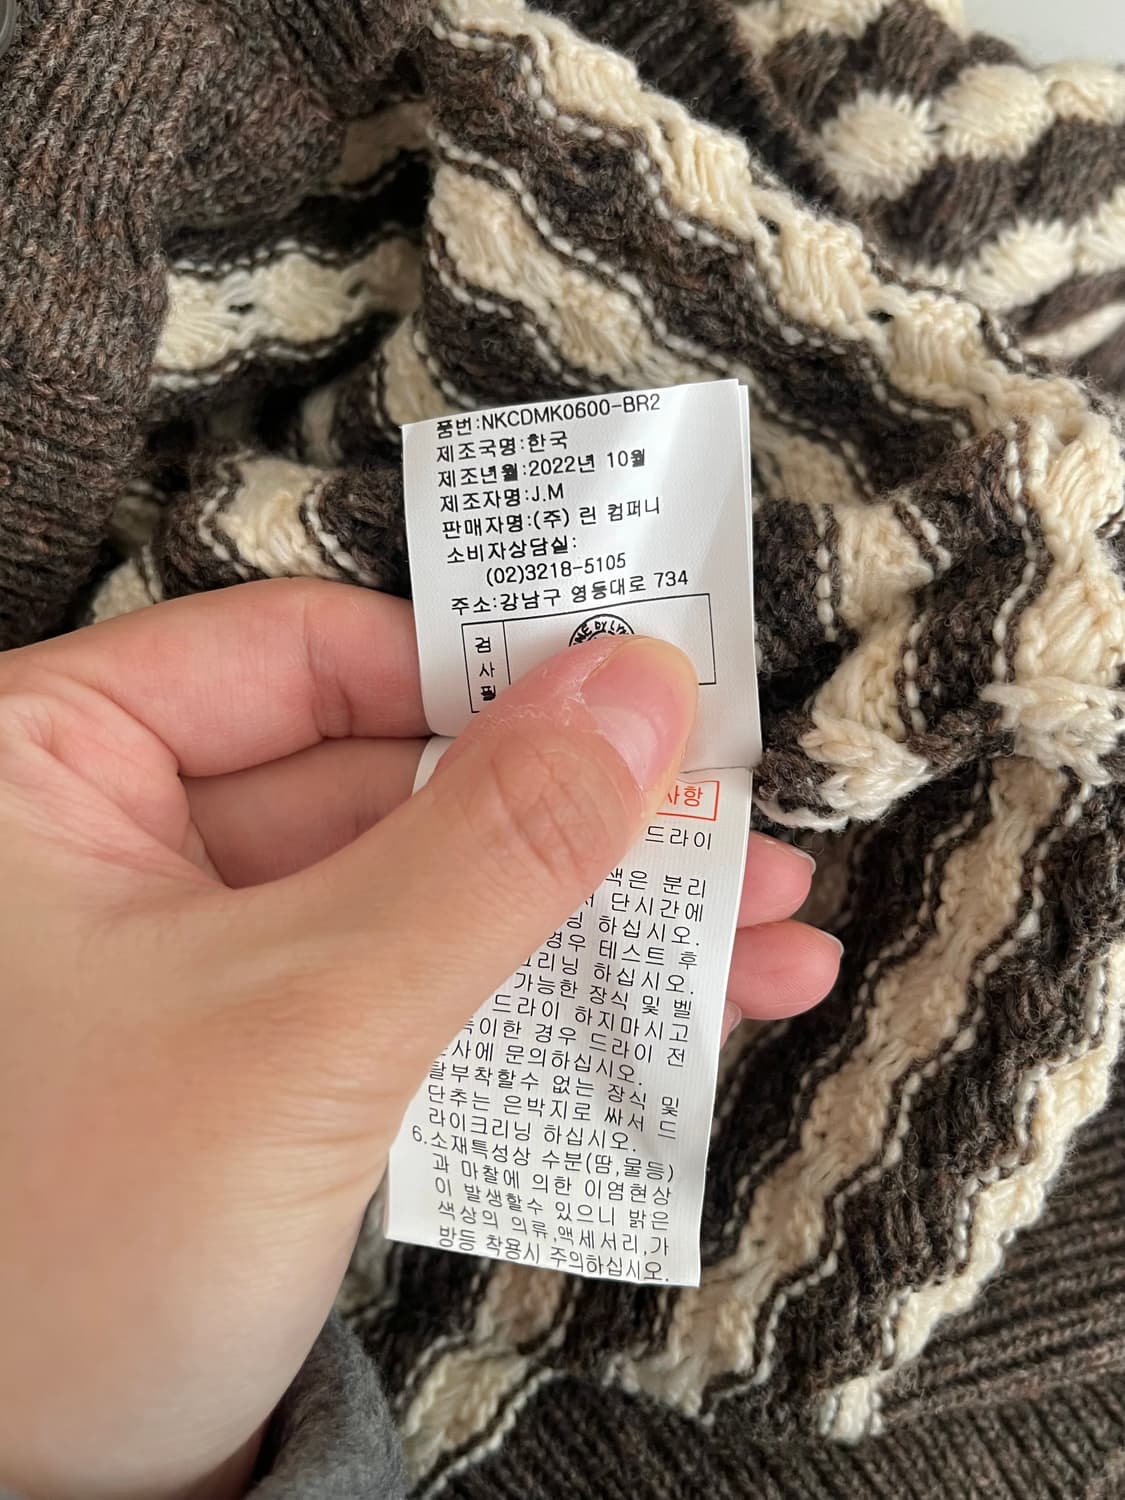 품번:NKCDMK0600-BR2
제조국명:한국
제조년월:2022년 10월
제조자명:J.M
판매자명:(주) 린 컴퍼니
소비자상담실:
(02)3218-5105
주소:강남구 영동대로 734
검
사
필
사항
드라이
색은 분리
단시간에
하십시오.
테스트 후
하십시오.
가능한 장식 및 벨
드라이 하지마시고
특이한 경우 드라이 전
문의하십시오.
탈부착할수 없는 장식 및
단추는 은박지로 싸서 드
라이크리닝 하십시오.
6.소재특성상 수분(땀,물등)
과 마찰에 의한 이염현상
이 발생할수 있으니 밝은
색상의 의류,액세서리,가
방등 착용시 주의하십시오.